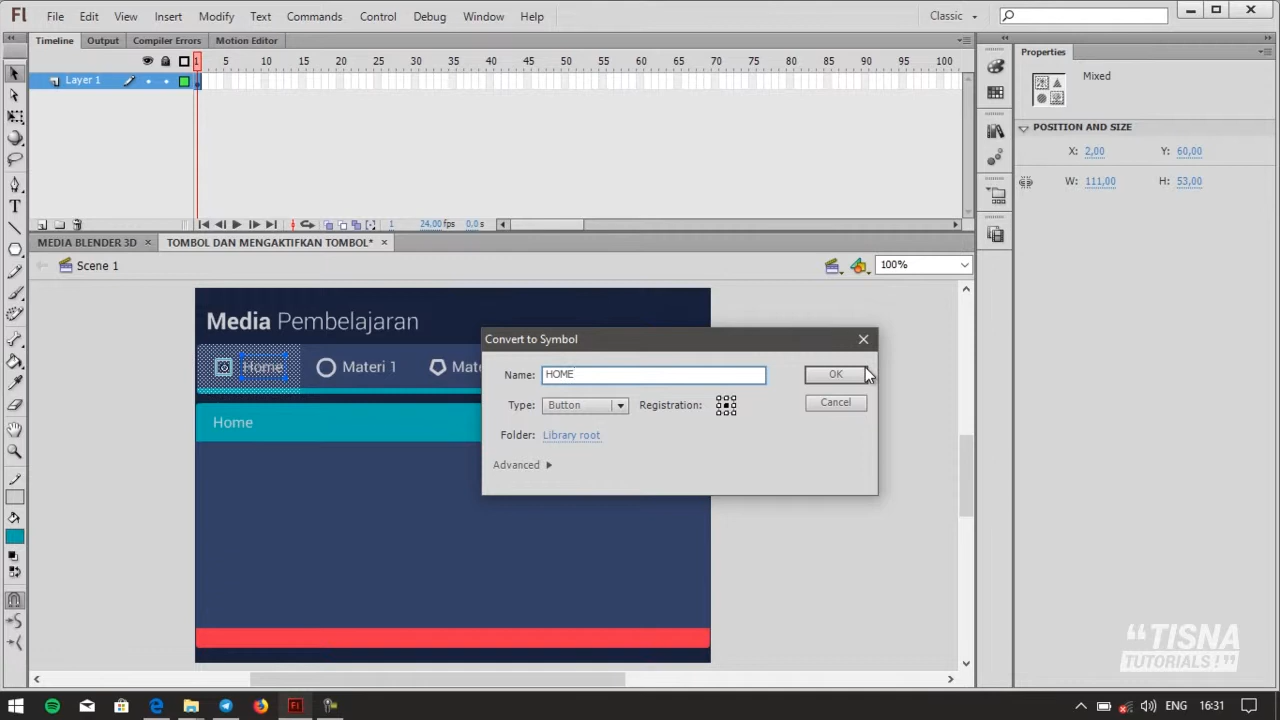 Fl File Edit View Insert Modify Text Commands Control Debug Window Help Classic
Timeline Output Compiler Errors Motion Editor
Properties
1 5 10 15 20 25 30 35 40 45 50 55 60 65 70 75 80 85 90 95 100
Layer 1
Mixed
POSITION AND SIZE
X: 2,00 Y: 60,00
W: 111,00 H: 53,00
1 24,00 fps 0,0 s
MEDIA BLENDER 3D × TOMBOL DAN MENGAKTIFKAN TOMBOL* ×
Scene 1 100%
Media Pembelajaran
Home Materi 1 Mate
Home
Convert to Symbol
Name: HOME OK
Type: Button Registration: Cancel
Folder: Library root
Advanced
"TISNA
TUTORIALS !"
Fl ENG 16:31